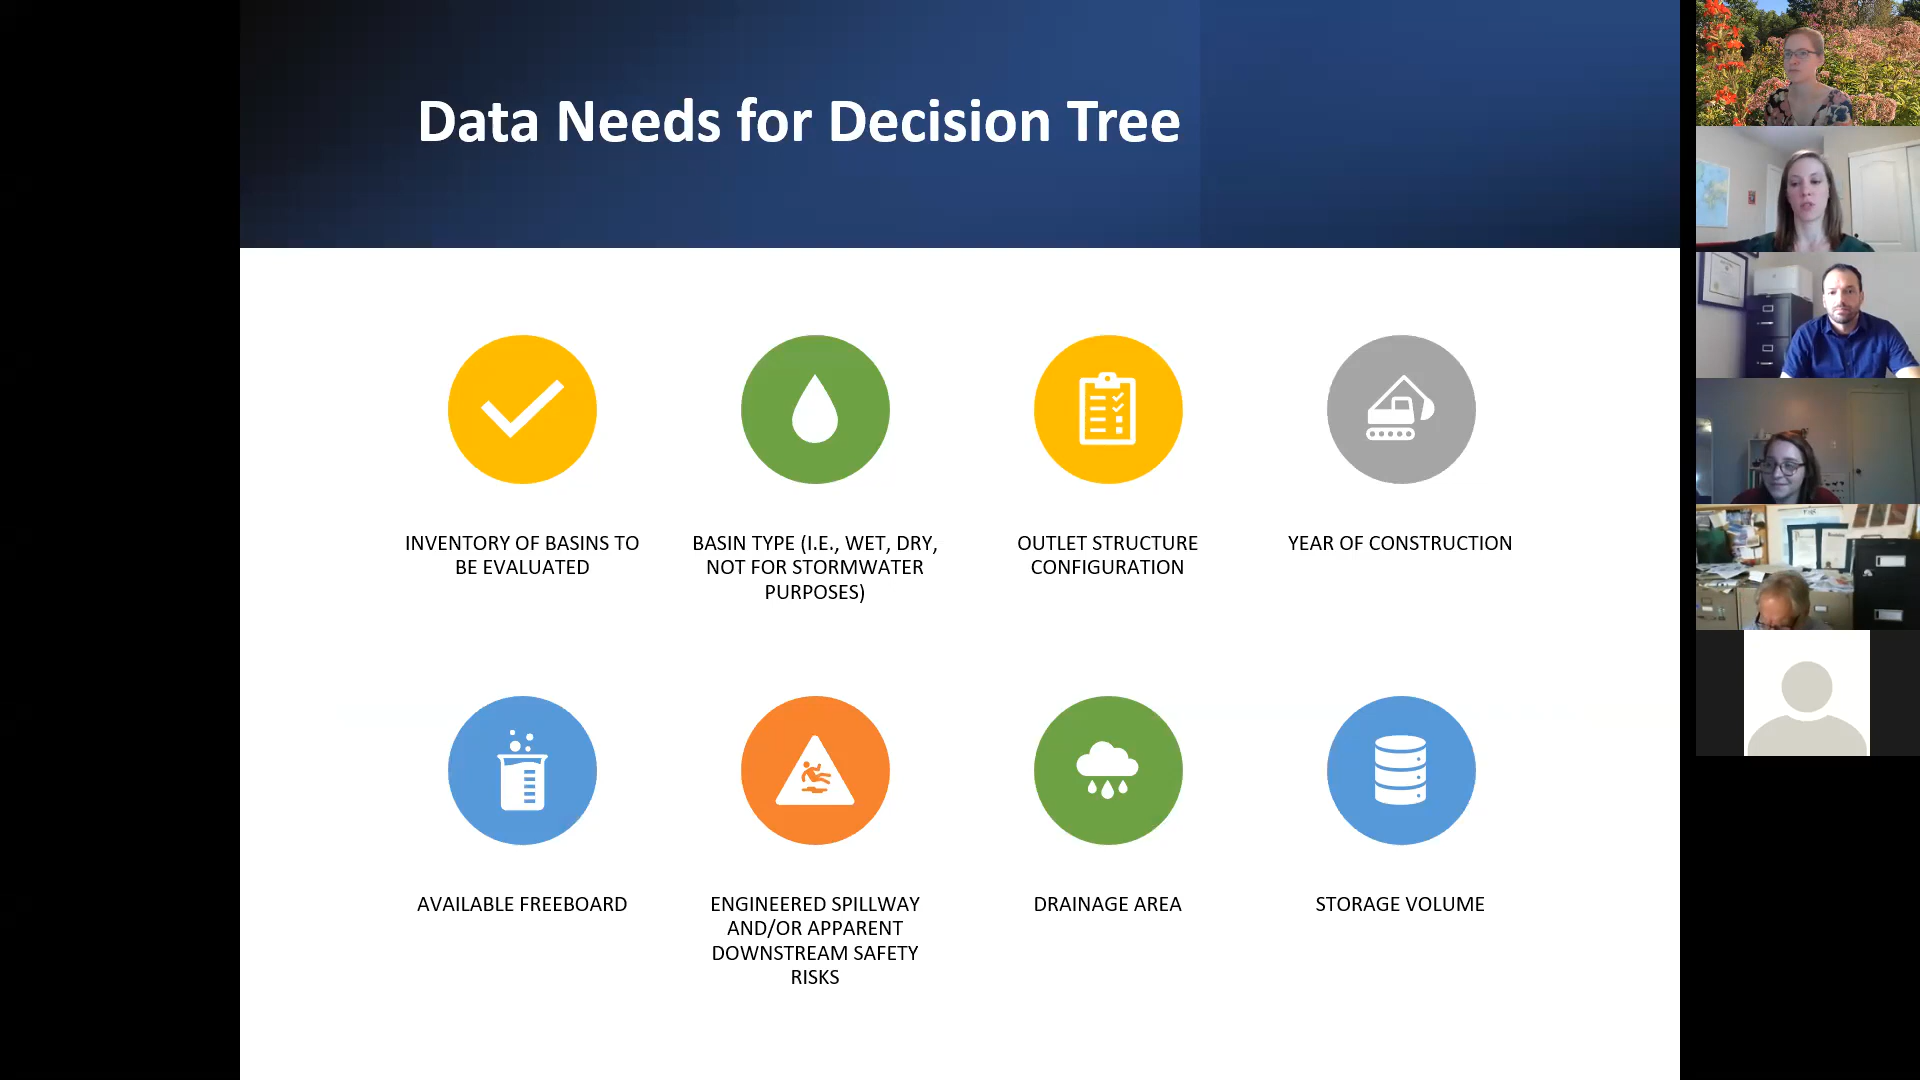 Data Needs for Decision Tree
INVENTORY OF BASINS TO
BE EVALUATED
BASIN TYPE (I.E., WET, DRY,
NOT FOR STORMWATER
PURPOSES)
OUTLET STRUCTURE
CONFIGURATION
YEAR OF CONSTRUCTION
AVAILABLE FREEBOARD
ENGINEERED SPILLWAY
AND/OR APPARENT
DOWNSTREAM SAFETY
RISKS
DRAINAGE AREA
STORAGE VOLUME